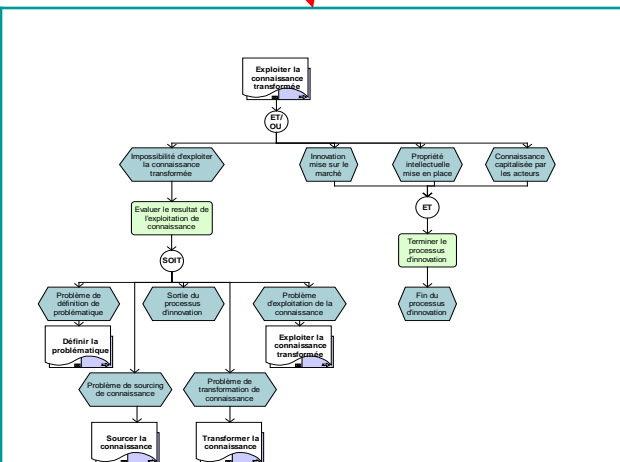 Exploiter la
connaissance
transformée
ET/
OU
Impossibilité d'exploiter
la connaissance
transformée
Innovation
mise sur le
marché
Propriété
intellectuelle
mise en place
Connaissance
capitalisée par
les acteurs
Evaluer le resultat de
l'exploitation de
connaissance
ET
SOIT
Terminer le
processus
d'innovation
Problème de
définition de
problématique
Sortie du
processus
d'innovation
Problème
d'exploitation de la
connaissance
Fin du
processus
d'innovation
Définir la
problématique
Exploiter la
connaissance
transformée
Problème de sourcing
de connaissance
Problème de
transformation de
connaissance
Sourcer la
connaissance
Transformer la
connaissance